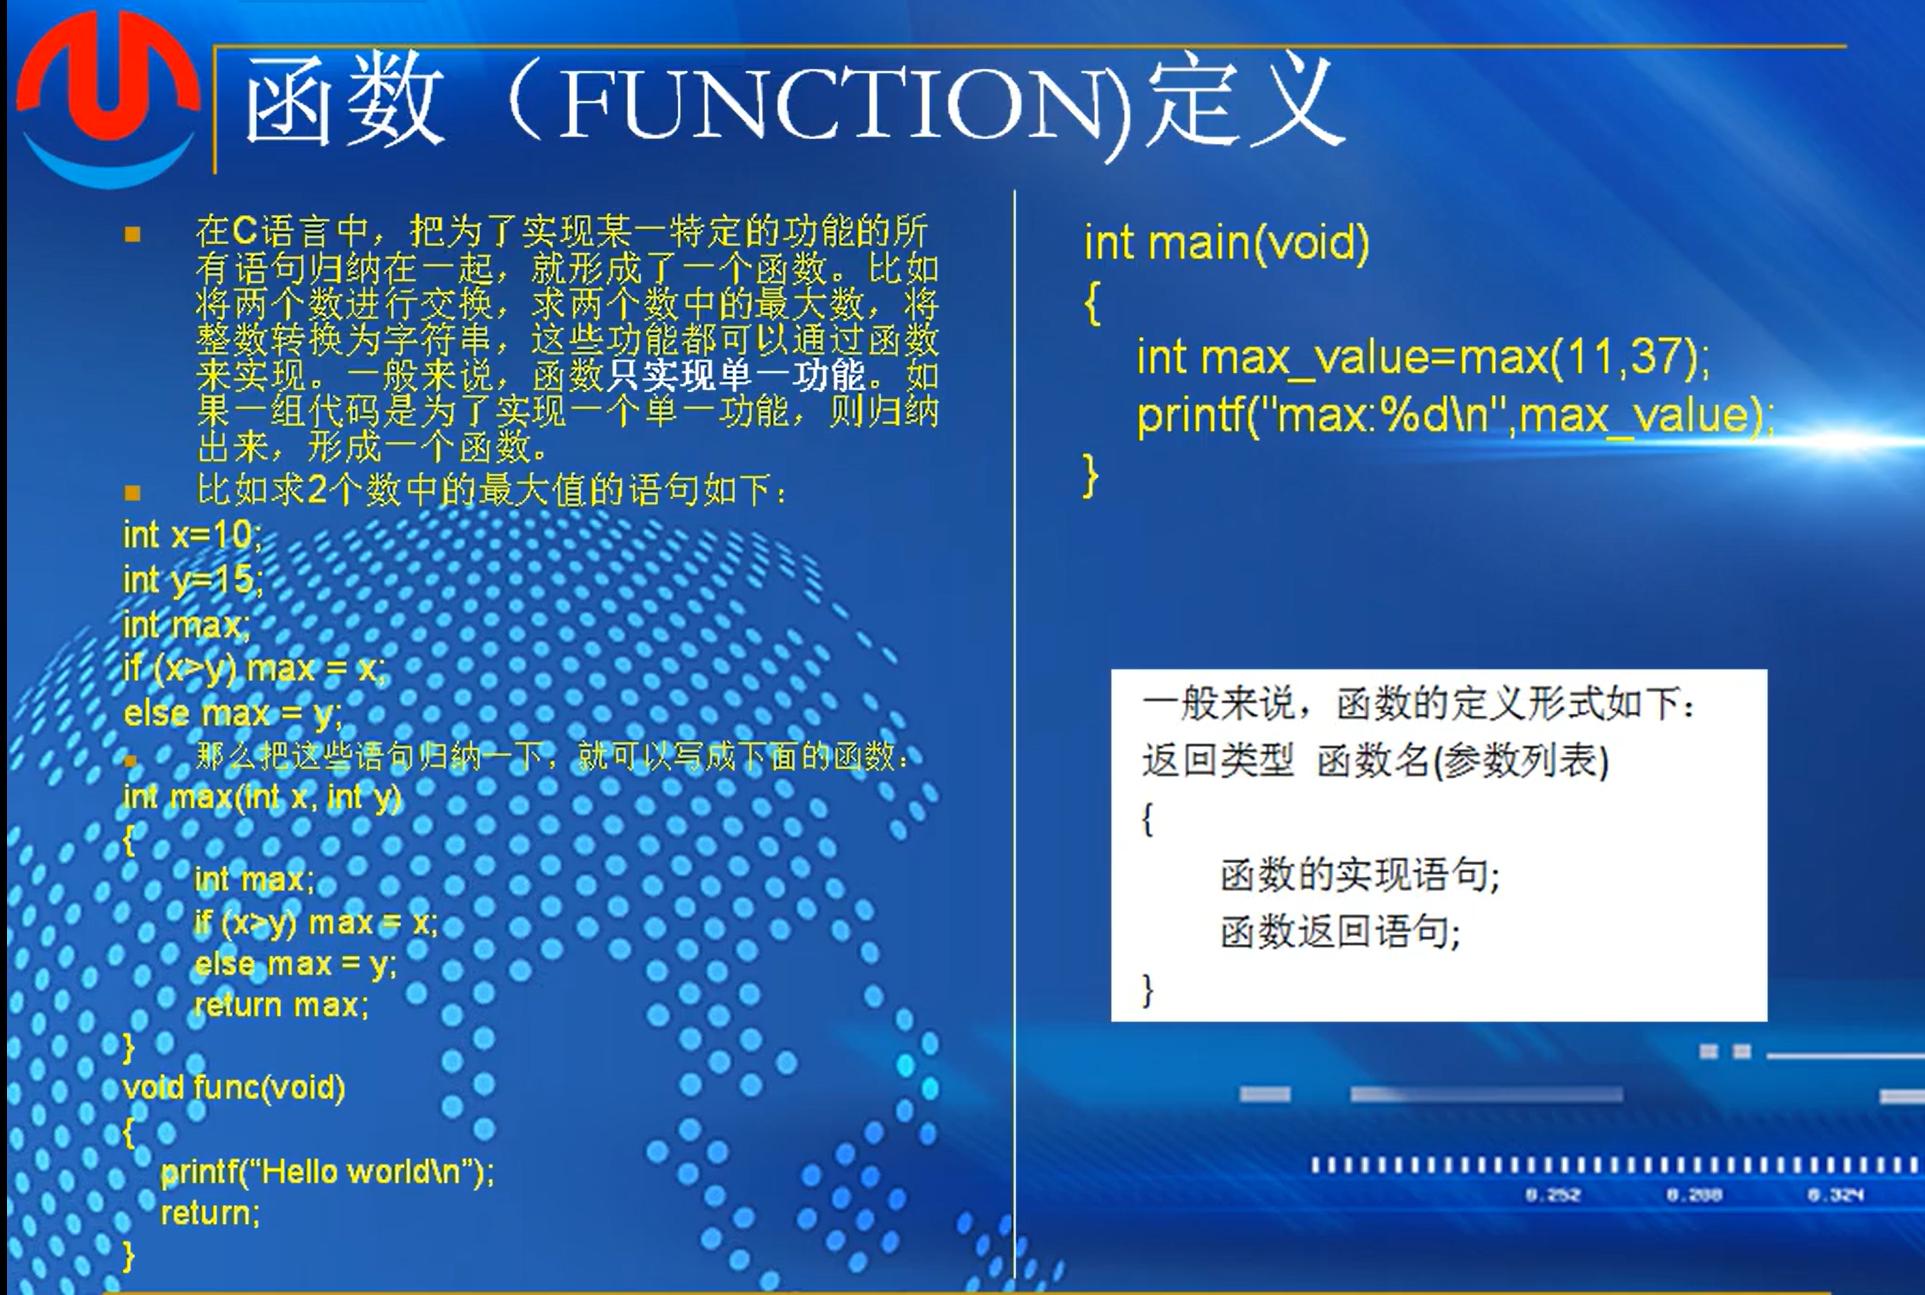 函数（FUNCTION)定义
在C语言中，把为了实现某一特定的功能的所
有语句归纳在一起，就形成了一个函数。比如
将两个数进行交换，求两个数中的最大数，将
整数转换为字符串，这些功能都可以通过函数
来实现。一般来说，函数只实现单一功能。如
果一组代码是为了实现一个单一功能，则归纳
出来，形成一个函数。
比如求2个数中的最大值的语句如下：
int x=10;
int y=15;
int max;
if (x>y) max = x;
else max = y;
那么把这些语句归纳一下，就可以写成下面的函数：
int max(int x, int y)
{
int max;
if (x>y) max = x;
else max = y;
return max;
}
void func(void)
{
printf(“Hello world\n”);
return;
}
int main(void)
{
int max_value=max(11,37);
printf("max:%d\n",max_value);
}
一般来说，函数的定义形式如下：
返回类型 函数名(参数列表)
{
函数的实现语句;
函数返回语句;
}
0.252 0.288 0.324